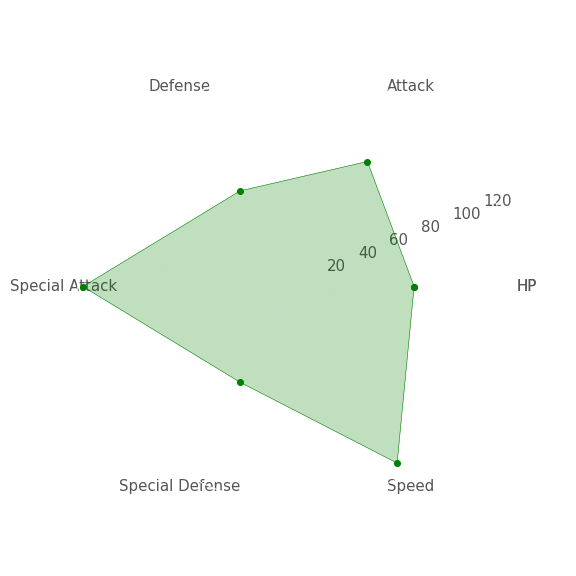 Defense
Attack
120
100
80
60
40
20
Special Attack
HP
Special Defense
Speed